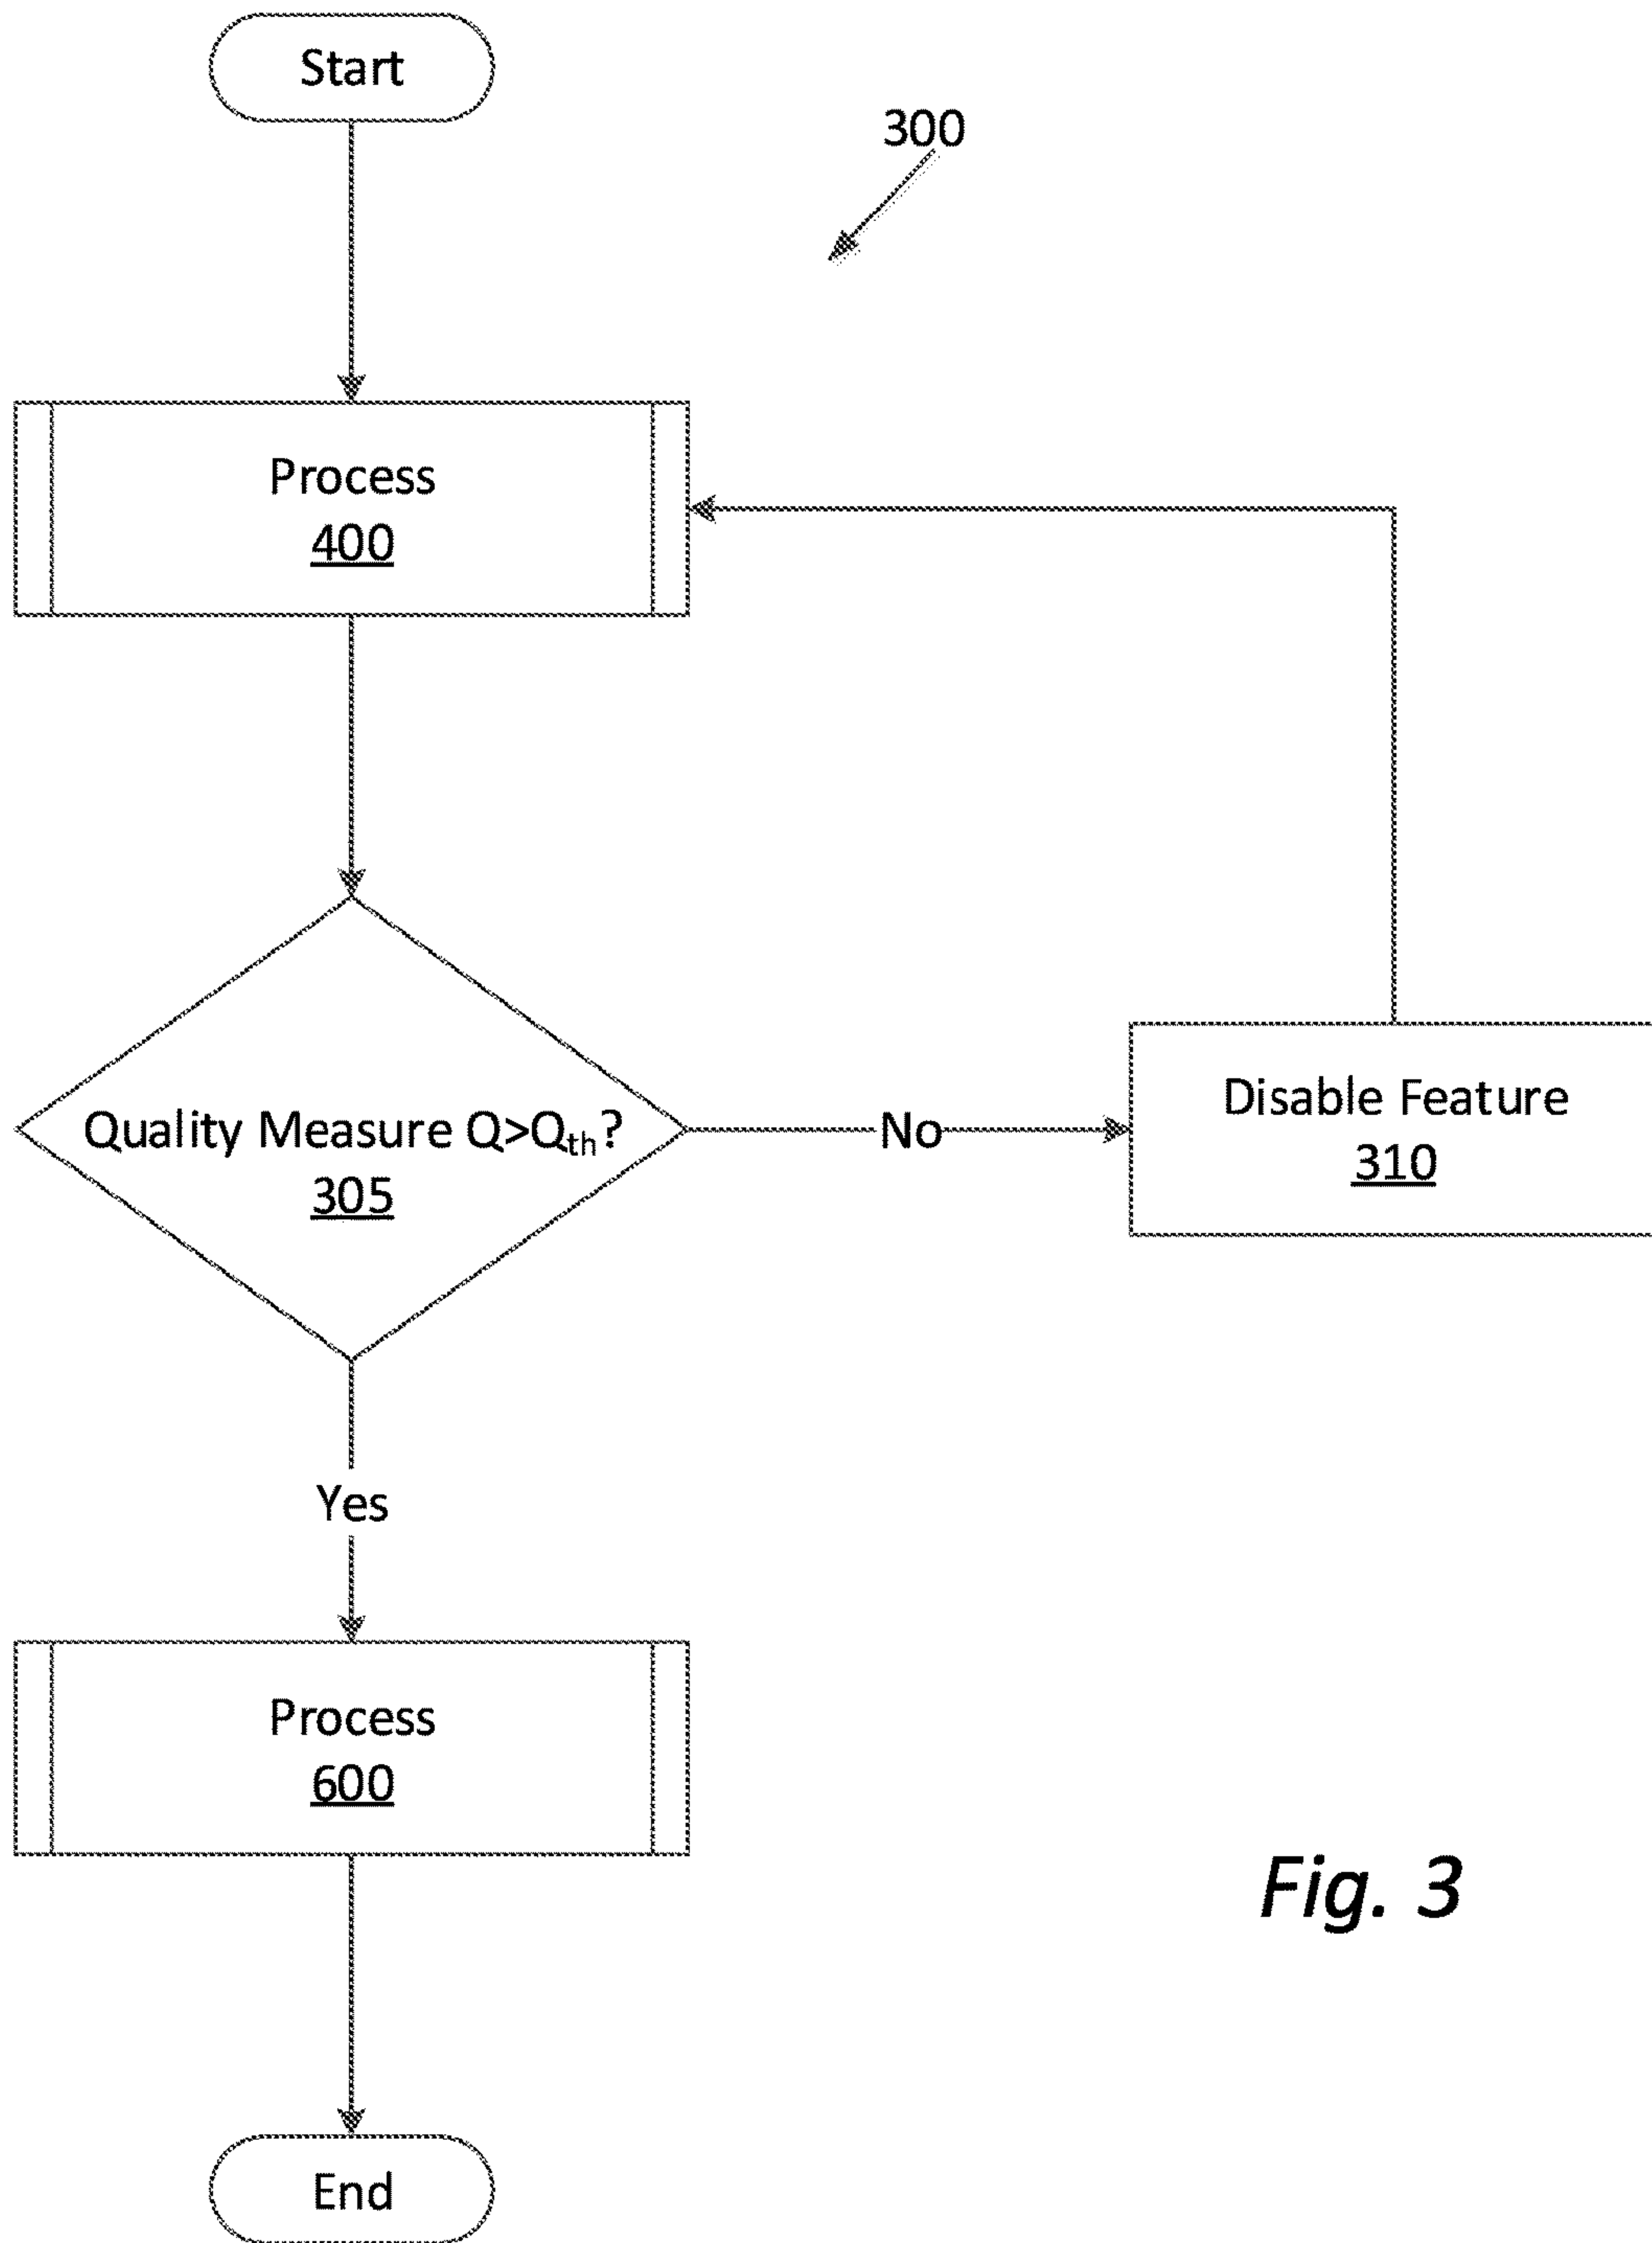 Start
300
Process
400
Quality Measure Q>Qth?
305
No
Disable Feature
310
Yes
Process
600
Fig. 3
End